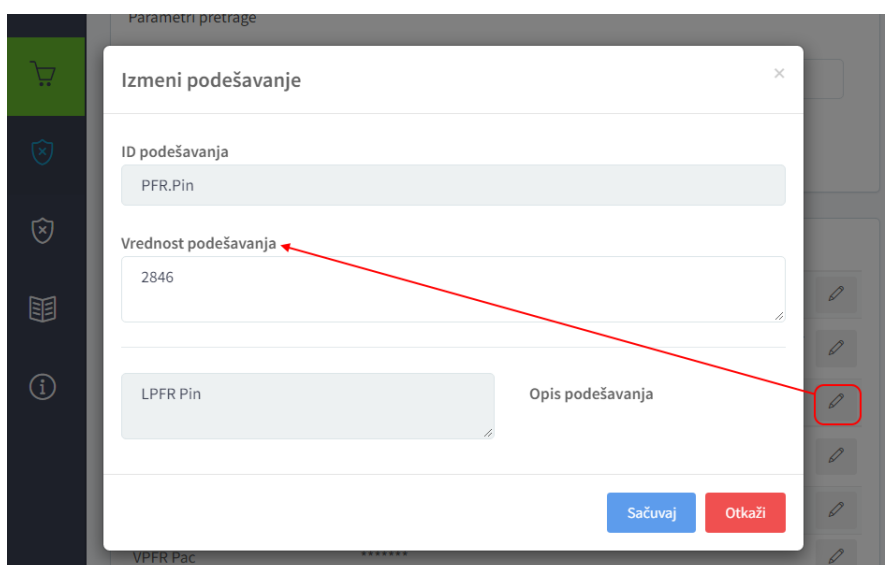 Parametri pretrage
Izmeni podešavanje
×
ID podešavanja
PFR.Pin
Vrednost podešavanja
2846
LPFR Pin
Opis podešavanja
Sačuvaj
Otkaži
VPFR Pac
*******